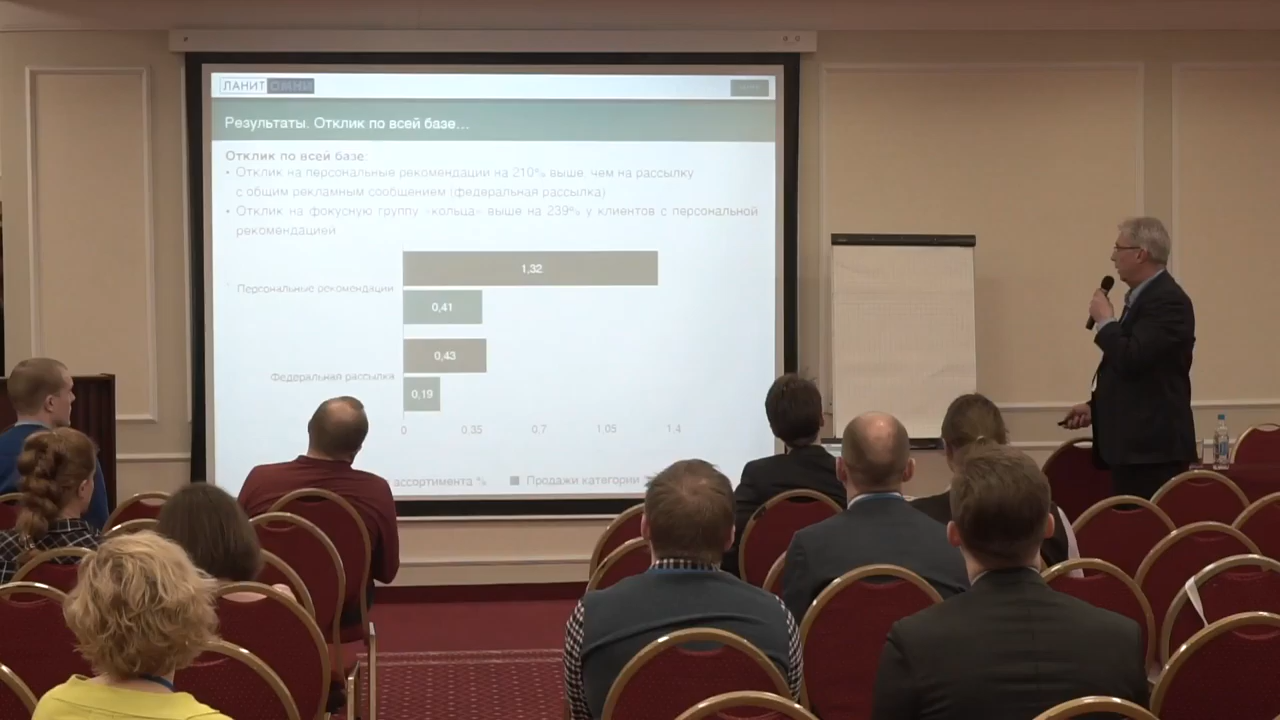 ЛАНИТ ОМНИ
Результаты. Отклик по всей базе...
Отклик по всей базе:
• Отклик на персональные рекомендации на 210% выше, чем на рассылку
с общим рекламным сообщением (федеральная рассылка)
• Отклик на фокусную группу «кольца» выше на 239% у клиентов с персональной
рекомендацией
1,32
Персональные рекомендации
0,41
0,43
Федеральная рассылка
0,19
0 0.35 0.7 1.05 1.4
ассортимента % Продажи категории